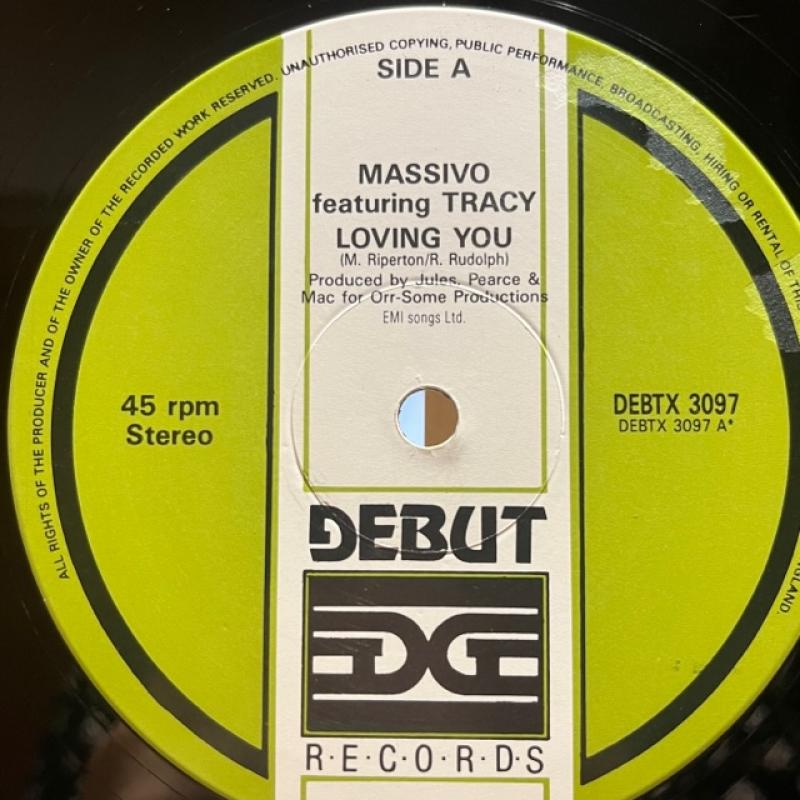 ALL RIGHTS OF THE PRODUCER AND OF THE OWNER OF THE RECORDED WORK RESERVED. UNAUTHORISED COPYING, PUBLIC PERFORMANCE, BROADCASTING, HIRING OR RENTAL OF THIS
GLAND.
SIDE A
MASSIVO
featuring TRACY
LOVING YOU
(M. Riperton/R. Rudolph)
Produced by Jules, Pearce &
Mac for Orr-Some Productions
EMI songs Ltd.
45 rpm
Stereo
DEBTX 3097
DEBTX 3097 A*
DEBUT
R·E·C·O·R·D·S